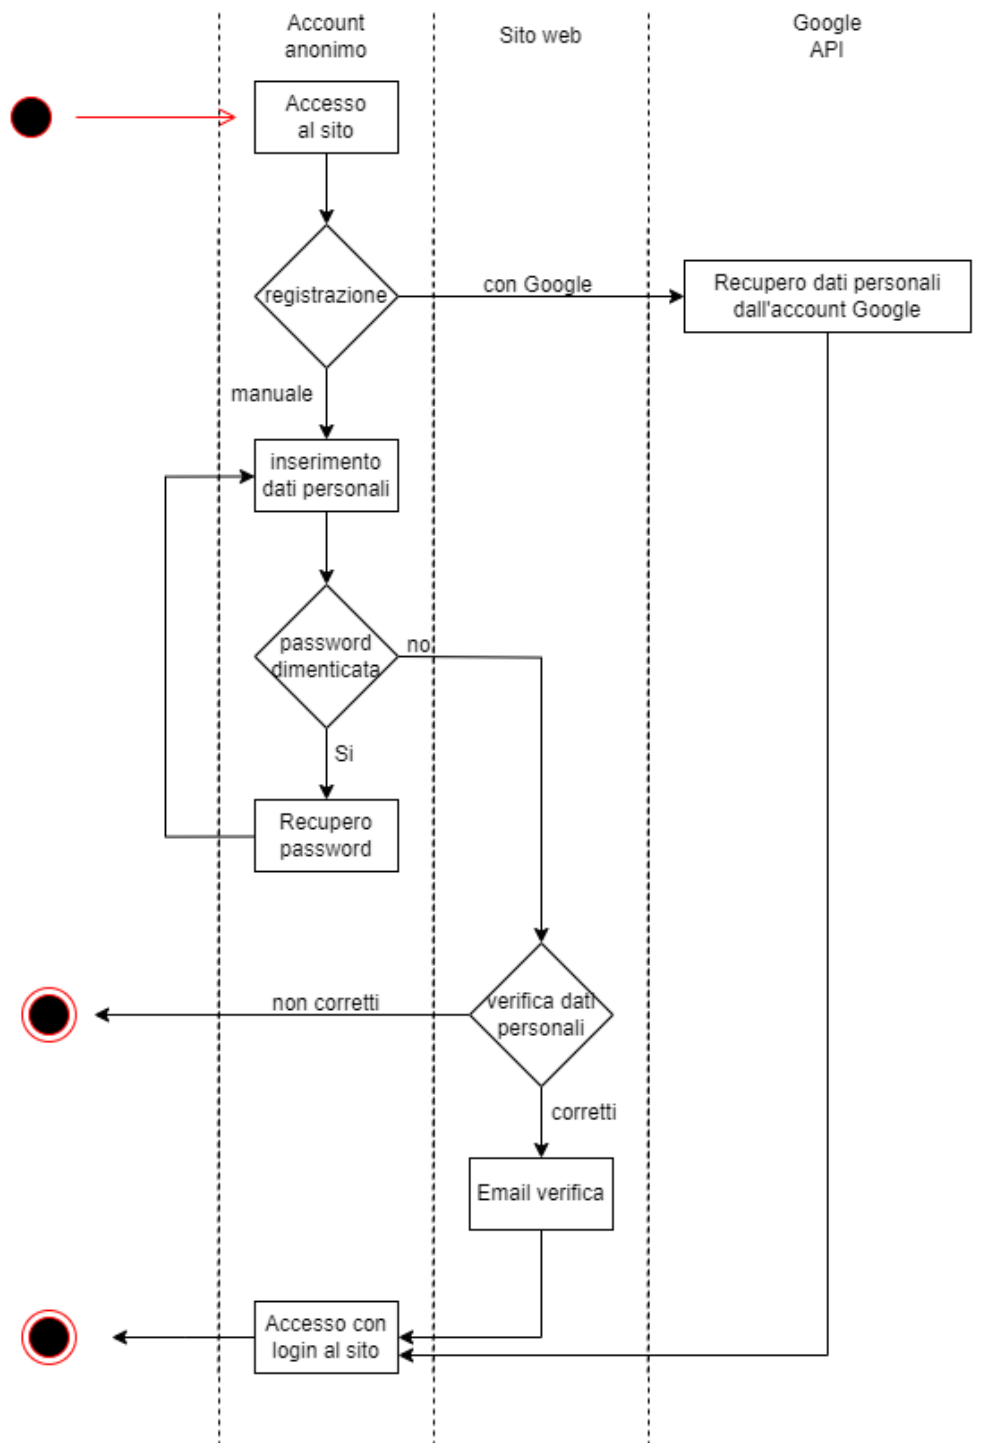 Account
anonimo
Sito web
Google
API
Accesso
al sito
registrazione
con Google
Recupero dati personali
dall'account Google
manuale
inserimento
dati personali
password
dimenticata
no
Si
Recupero
password
non corretti
verifica dati
personali
corretti
Email verifica
Accesso con
login al sito